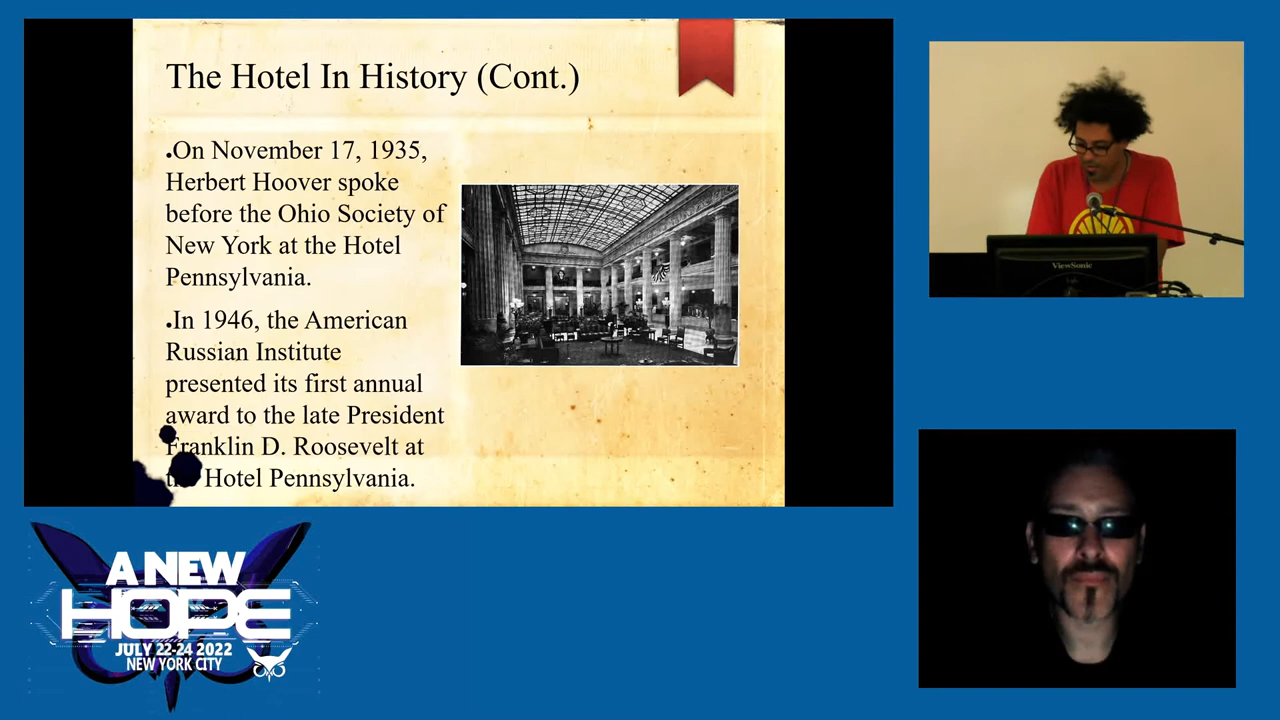 The Hotel In History (Cont.)
•On November 17, 1935,
Herbert Hoover spoke
before the Ohio Society of
New York at the Hotel
Pennsylvania.
•In 1946, the American
Russian Institute
presented its first annual
award to the late President
Franklin D. Roosevelt at
the Hotel Pennsylvania.
ViewSonic
A NEW
HOPE
JULY 22-24 2022
NEW YORK CITY